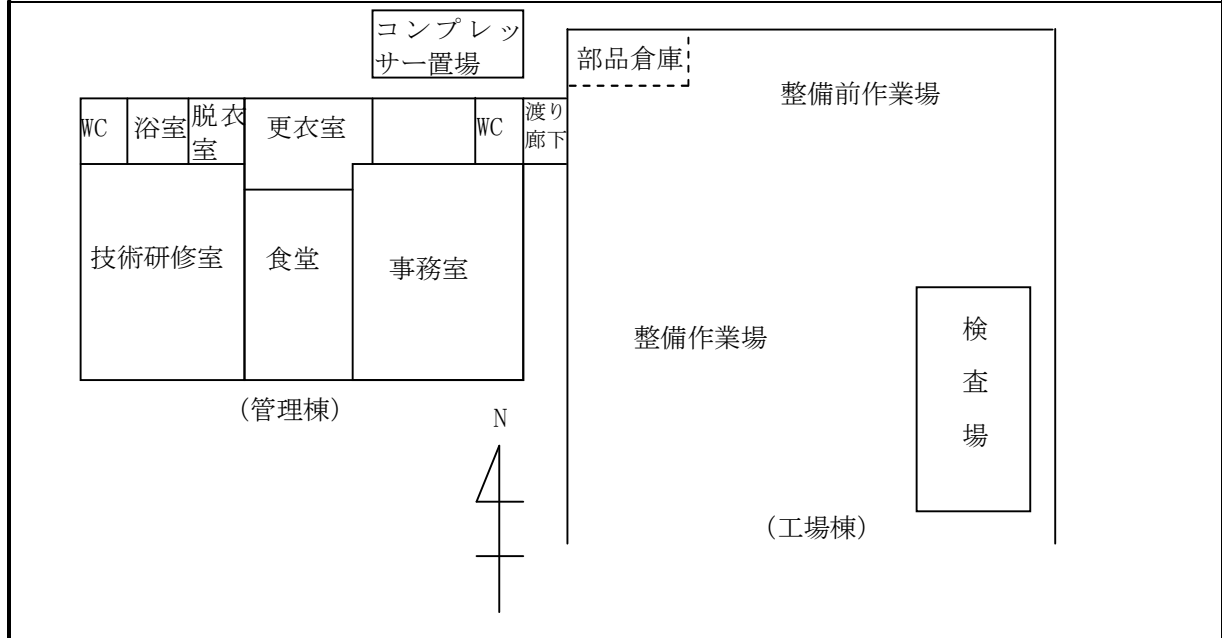 コンプレッ
サー置場
部品倉庫
整備前作業場
WC
浴室
脱衣
室
更衣室
WC
渡り
廊下
技術研修室
食堂
事務室
整備作業場
検
査
場
(管理棟)
N
(工場棟)